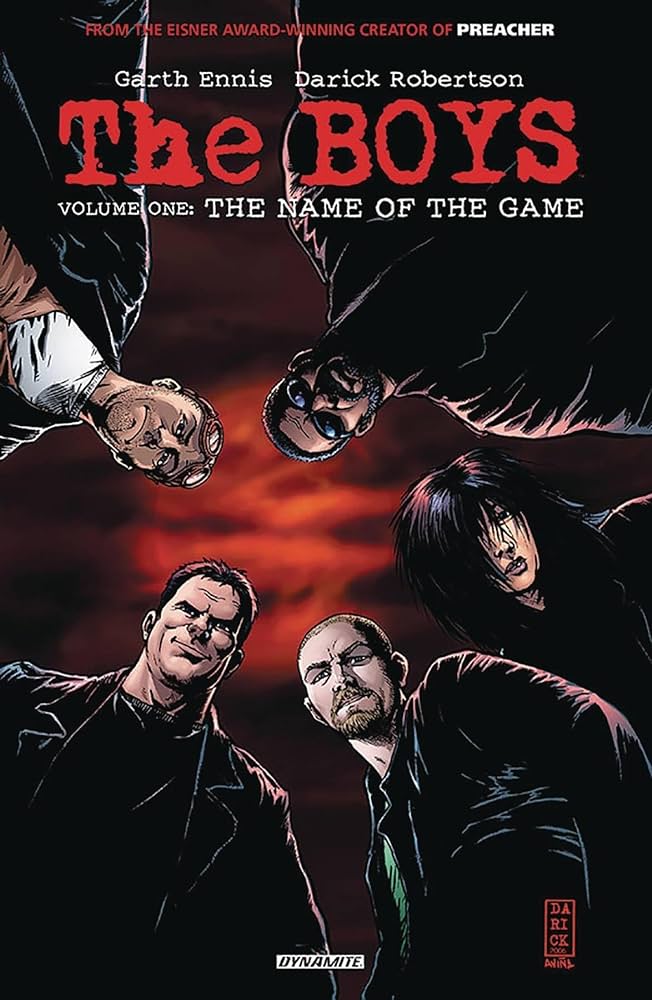 FROM THE EISNER AWARD-WINNING CREATOR OF PREACHER
Garth Ennis Darick Robertson
The BOYS
VOLUME ONE: THE NAME OF THE GAME
DA
RI
CK
2006
AVIÑA
DYNAMITE.